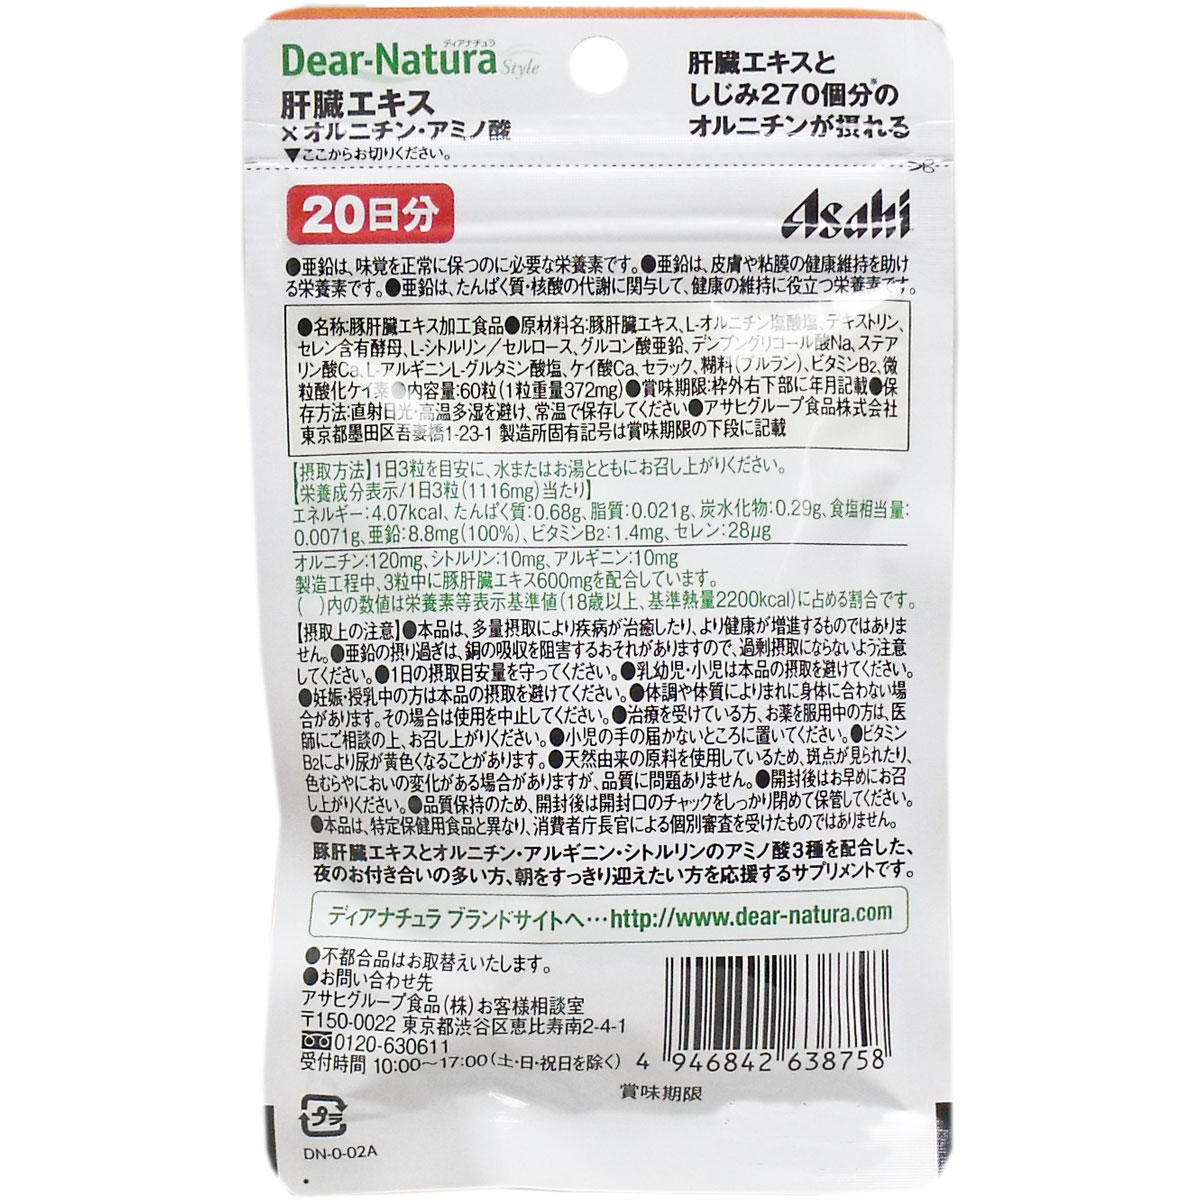 ディアナチュラ
Dear-Natura Style
肝臓エキス
×オルニチン・アミノ酸
▼ここからお切りください。
肝臓エキスと
しじみ270個分※の
オルニチンが摂れる
20日分
Asahi
●亜鉛は、味覚を正常に保つのに必要な栄養素です。●亜鉛は、皮膚や粘膜の健康維持を助け
る栄養素です。●亜鉛は、たんぱく質・核酸の代謝に関与して、健康の維持に役立つ栄養素です。
●名称:豚肝臓エキス加工食品●原材料名:豚肝臓エキス、L-オルニチン塩酸塩、デキストリン、
セレン含有酵母、L-シトルリン／セルロース、グルコン酸亜鉛、デンプングリコール酸Na、ステア
リン酸Ca、L-アルギニンL-グルタミン酸塩、ケイ酸Ca、セラック、糊料(プルラン)、ビタミンB2、微
粒酸化ケイ素●内容量:60粒(1粒重量372mg)●賞味期限:枠外右下部に年月記載●保
存方法:直射日光・高温多湿を避け、常温で保存してください●アサヒグループ食品株式会社
東京都墨田区吾妻橋1-23-1 製造所固有記号は賞味期限の下段に記載
【摂取方法】1日3粒を目安に、水またはお湯とともにお召し上がりください。
【栄養成分表示/1日3粒(1116mg)当たり】
エネルギー:4.07kcal、たんぱく質:0.68g、脂質:0.021g、炭水化物:0.29g、食塩相当量:
0.0071g、亜鉛:8.8mg(100%)、ビタミンB2:1.4mg、セレン:28μg
オルニチン:120mg、シトルリン:10mg、アルギニン:10mg
製造工程中、3粒中に豚肝臓エキス600mgを配合しています。
(　)内の数値は栄養素等表示基準値(18歳以上、基準熱量2200kcal)に占める割合です。
【摂取上の注意】●本品は、多量摂取により疾病が治癒したり、より健康が増進するものではありま
せん。●亜鉛の摂り過ぎは、銅の吸収を阻害するおそれがありますので、過剰摂取にならないよう注意
してください。●1日の摂取目安量を守ってください。●乳幼児・小児は本品の摂取を避けてください。
●妊娠・授乳中の方は本品の摂取を避けてください。●体調や体質によりまれに身体に合わない場
合があります。その場合は使用を中止してください。●治療を受けている方、お薬を服用中の方は、医
師にご相談の上、お召し上がりください。●小児の手の届かないところに置いてください。●ビタミン
B2により尿が黄色くなることがあります。●天然由来の原料を使用しているため、斑点が見られたり、
色むらやにおいの変化がある場合がありますが、品質に問題ありません。●開封後はお早めにお召
し上がりください。●品質保持のため、開封後は開封口のチャックをしっかり閉めて保管してください。
●本品は、特定保健用食品と異なり、消費者庁長官による個別審査を受けたものではありません。
豚肝臓エキスとオルニチン・アルギニン・シトルリンのアミノ酸3種を配合した、
夜のお付き合いの多い方、朝をすっきり迎えたい方を応援するサプリメントです。
ディアナチュラ ブランドサイトへ…http://www.dear-natura.com
●不都合品はお取替えいたします。
●お問い合わせ先
アサヒグループ食品(株)お客様相談室
〒150-0022 東京都渋谷区恵比寿南2-4-1
0120-630611
受付時間 10:00～17:00(土・日・祝日を除く)
4 946842 638758
賞味期限
プラ
DN-0-02A